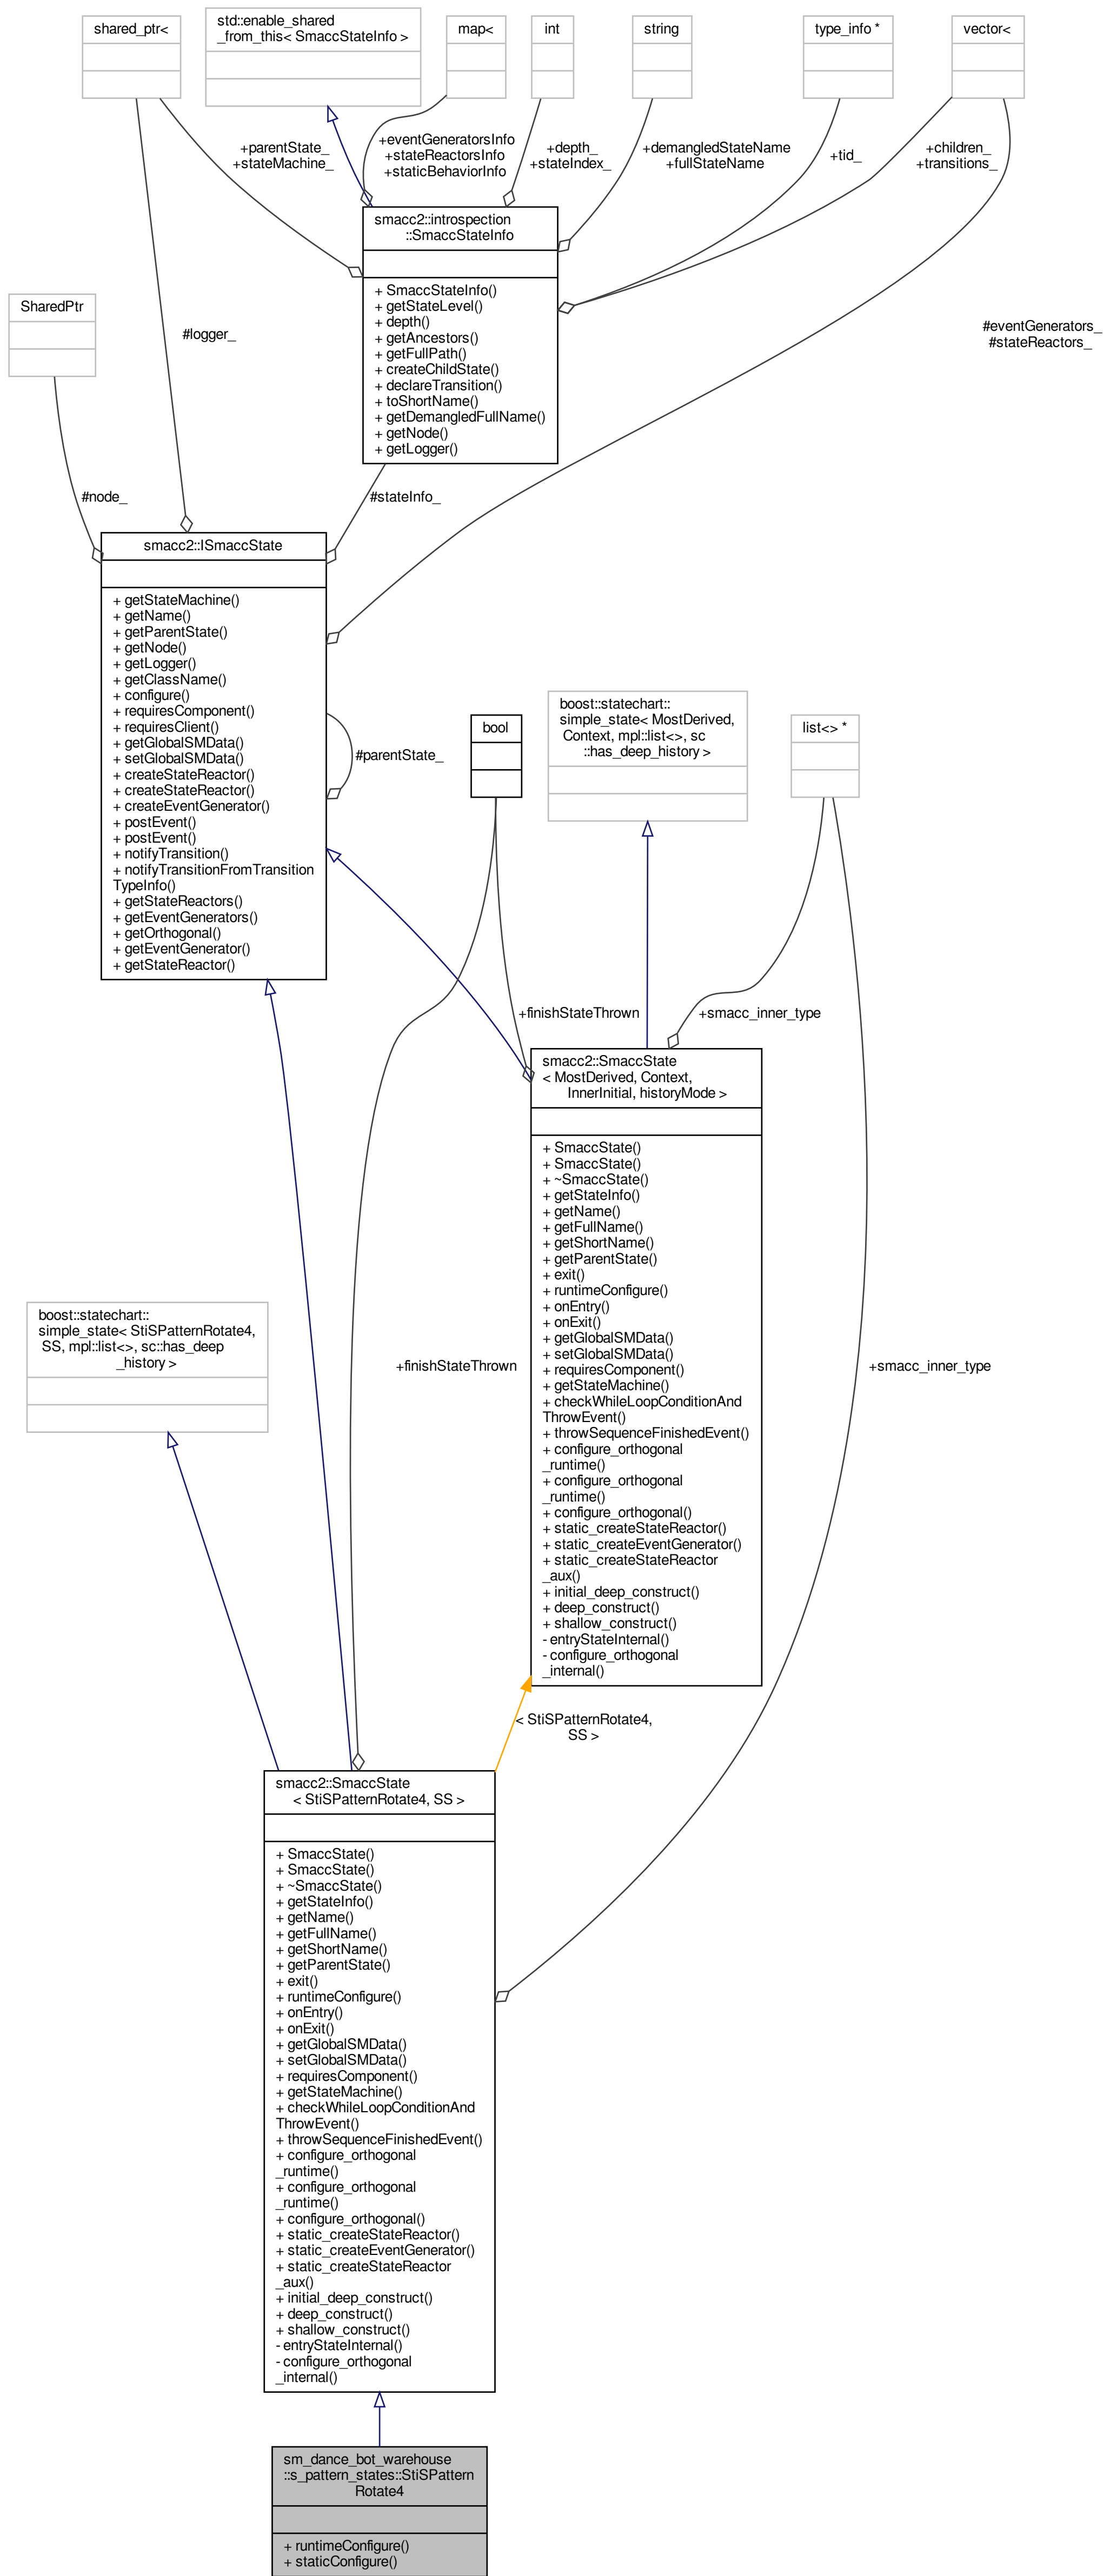 shared_ptr<
std::enable_shared
_from_this< SmaccStateInfo >
map<
int
string
type_info *
vector<
+parentState_
+stateMachine_
+eventGeneratorsInfo
+stateReactorsInfo
+staticBehaviorInfo
+depth_
+stateIndex_
+demangledStateName
+fullStateName
+tid_
+children_
+transitions_
smacc2::introspection
::SmaccStateInfo
+ SmaccStateInfo()
+ getStateLevel()
+ depth()
+ getAncestors()
+ getFullPath()
+ createChildState()
+ declareTransition()
+ toShortName()
+ getDemangledFullName()
+ getNode()
+ getLogger()
SharedPtr
#logger_
#eventGenerators_
#stateReactors_
#node_
#stateInfo_
smacc2::ISmaccState
+ getStateMachine()
+ getName()
+ getParentState()
+ getNode()
+ getLogger()
+ getClassName()
+ configure()
+ requiresComponent()
+ requiresClient()
+ getGlobalSMData()
+ setGlobalSMData()
+ createStateReactor()
+ createStateReactor()
+ createEventGenerator()
+ postEvent()
+ postEvent()
+ notifyTransition()
+ notifyTransitionFromTransition
TypeInfo()
+ getStateReactors()
+ getEventGenerators()
+ getOrthogonal()
+ getEventGenerator()
+ getStateReactor()
#parentState_
bool
boost::statechart::
simple_state< MostDerived,
Context, mpl::list<>, sc
::has_deep_history >
list<> *
+finishStateThrown
+smacc_inner_type
smacc2::SmaccState
< MostDerived, Context,
InnerInitial, historyMode >
+ SmaccState()
+ SmaccState()
+ ~SmaccState()
+ getStateInfo()
+ getName()
+ getFullName()
+ getShortName()
+ getParentState()
+ exit()
+ runtimeConfigure()
+ onEntry()
+ onExit()
+ getGlobalSMData()
+ setGlobalSMData()
+ requiresComponent()
+ getStateMachine()
+ checkWhileLoopConditionAnd
ThrowEvent()
+ throwSequenceFinishedEvent()
+ configure_orthogonal
_runtime()
+ configure_orthogonal
_runtime()
+ configure_orthogonal()
+ static_createStateReactor()
+ static_createEventGenerator()
+ static_createStateReactor
_aux()
+ initial_deep_construct()
+ deep_construct()
+ shallow_construct()
- entryStateInternal()
- configure_orthogonal
_internal()
boost::statechart::
simple_state< StiSPatternRotate4,
SS, mpl::list<>, sc::has_deep
_history >
+finishStateThrown
+smacc_inner_type
< StiSPatternRotate4,
SS >
smacc2::SmaccState
< StiSPatternRotate4, SS >
+ SmaccState()
+ SmaccState()
+ ~SmaccState()
+ getStateInfo()
+ getName()
+ getFullName()
+ getShortName()
+ getParentState()
+ exit()
+ runtimeConfigure()
+ onEntry()
+ onExit()
+ getGlobalSMData()
+ setGlobalSMData()
+ requiresComponent()
+ getStateMachine()
+ checkWhileLoopConditionAnd
ThrowEvent()
+ throwSequenceFinishedEvent()
+ configure_orthogonal
_runtime()
+ configure_orthogonal
_runtime()
+ configure_orthogonal()
+ static_createStateReactor()
+ static_createEventGenerator()
+ static_createStateReactor
_aux()
+ initial_deep_construct()
+ deep_construct()
+ shallow_construct()
- entryStateInternal()
- configure_orthogonal
_internal()
sm_dance_bot_warehouse
::s_pattern_states::StiSPattern
Rotate4
+ runtimeConfigure()
+ staticConfigure()